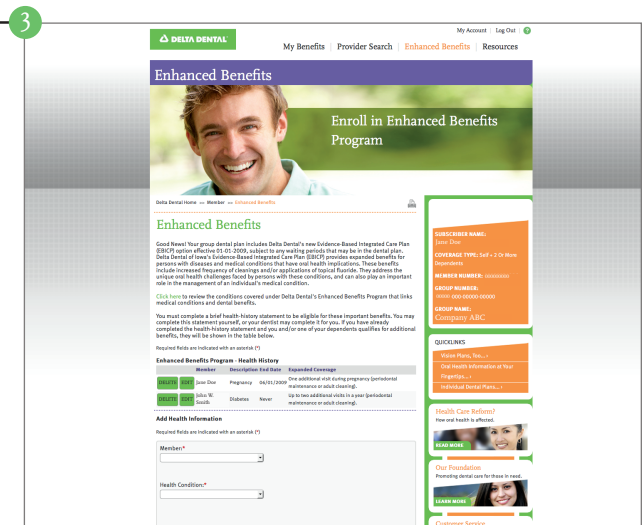 3
My Account | Log Out | ?
DELTA DENTAL
My Benefits | Provider Search | Enhanced Benefits | Resources
Enhanced Benefits
Enroll in Enhanced Benefits
Program
Delta Dental Home >> Member >> Enhanced Benefits
Enhanced Benefits
Good News! Your group dental plan includes Delta Dental's new Evidence-Based Integrated Care Plan
(EBICP) option effective 01-01-2009, subject to any waiting periods that may be in the dental plan.
Delta Dental of Iowa's Evidence-Based Integrated Care Plan (EBICP) provides expanded benefits for
persons with diseases and medical conditions that have oral health implications. These benefits
include increased frequency of cleanings and/or applications of topical fluoride. They address the
unique oral health challenges faced by persons with these conditions, and can also play an important
role in the management of an individual's medical condition.
Click here to review the conditions covered under Delta Dental's Enhanced Benefits Program that links
medical conditions and dental benefits.
You must complete a brief health-history statement to be eligible for these important benefits. You may
complete this statement yourself, or your dentist may complete it for you. If you have already
completed the health-history statement and you and/or one of your dependents qualifies for additional
benefits, they will be shown in the table below.
Required fields are indicated with an asterisk (*)
Enhanced Benefits Program - Health History
Member Description End Date Expanded Coverage
DELETE EDIT Jane Doe Pregnancy 06/01/2009 One additional visit during pregnancy (periodontal
maintenance or adult cleaning).
DELETE EDIT John W. Smith Diabetes Never Up to two additional visits in a year (periodontal
maintenance or adult cleaning).
Add Health Information
Required fields are indicated with an asterisk (*)
Member:*
Health Condition:*
SUBSCRIBER NAME:
Jane Doe
COVERAGE TYPE: Self + 2 Or More
Dependents
MEMBER NUMBER:
GROUP NUMBER:
000-00000-00000
GROUP NAME:
Company ABC
QUICKLINKS
Vision Plans, Too... >
Oral Health Information at Your
Fingertips... >
Individual Dental Plans... >
Health Care Reform?
How oral health is affected.
READ MORE
Our Foundation
Promoting dental care for those in need.
LEARN MORE
Customer Service